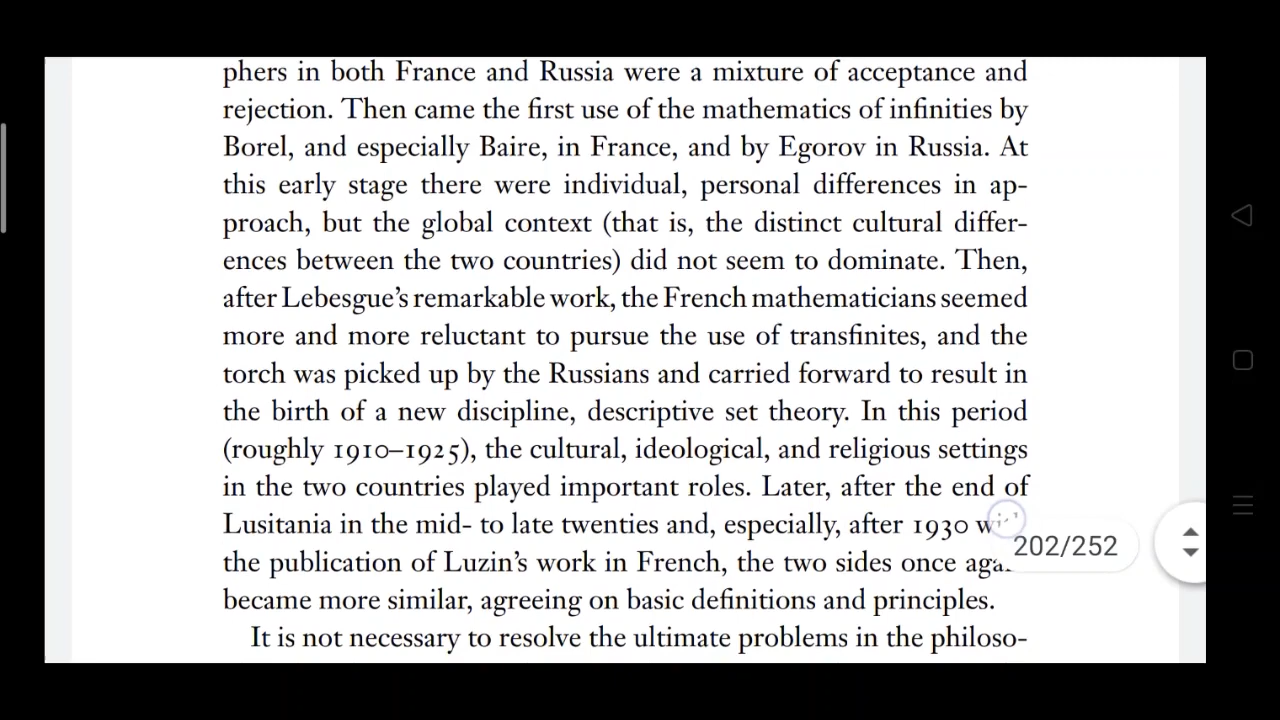 phers in both France and Russia were a mixture of acceptance and
rejection. Then came the first use of the mathematics of infinities by
Borel, and especially Baire, in France, and by Egorov in Russia. At
this early stage there were individual, personal differences in ap-
proach, but the global context (that is, the distinct cultural differ-
ences between the two countries) did not seem to dominate. Then,
after Lebesgue's remarkable work, the French mathematicians seemed
more and more reluctant to pursue the use of transfinites, and the
torch was picked up by the Russians and carried forward to result in
the birth of a new discipline, descriptive set theory. In this period
(roughly 1910–1925), the cultural, ideological, and religious settings
in the two countries played important roles. Later, after the end of
Lusitania in the mid- to late twenties and, especially, after 1930
202/252
the publication of Luzin's work in French, the two sides once
became more similar, agreeing on basic definitions and principles.
It is not necessary to resolve the ultimate problems in the philoso-